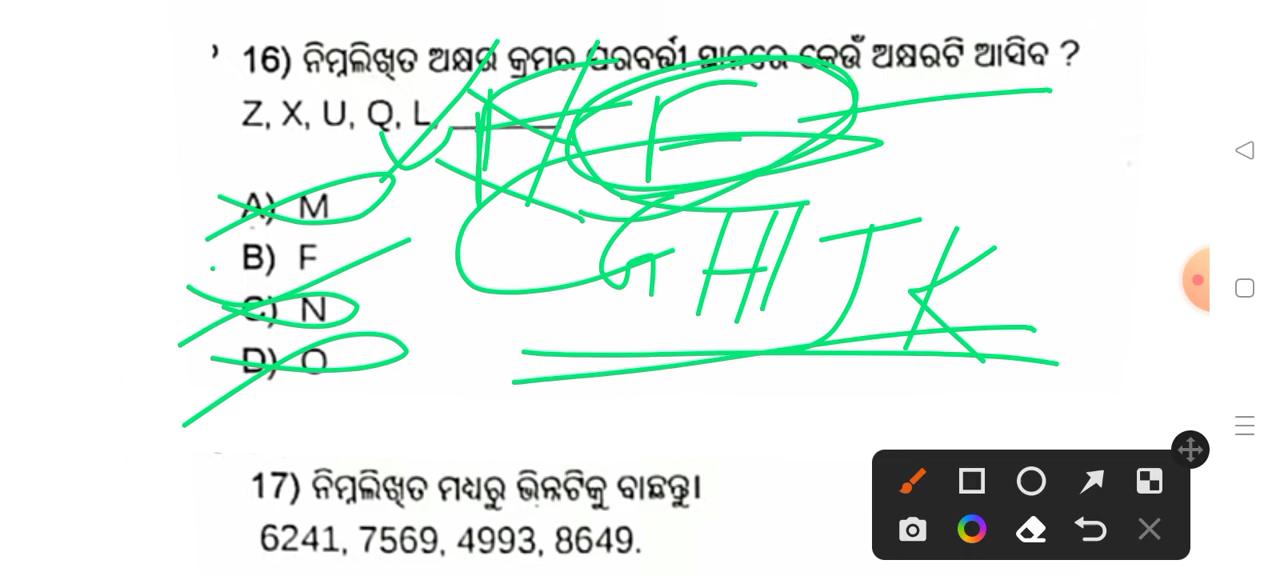 16) ନିମ୍ନଲିଖିତ ଅକ୍ଷର କ୍ରମର ପରବର୍ତ୍ତୀ ସ୍ଥାନରେ କେଉଁ ଅକ୍ଷରଟି ଆସିବ ?
Z, X, U, Q, L, ______
F
A) M
B) F
G H I J K
C) N
D) O
17) ନିମ୍ନଲିଖିତ ମଧ୍ୟରୁ ଭିନ୍ନଟିକୁ ବାଛନ୍ତୁ।
6241, 7569, 4993, 8649.